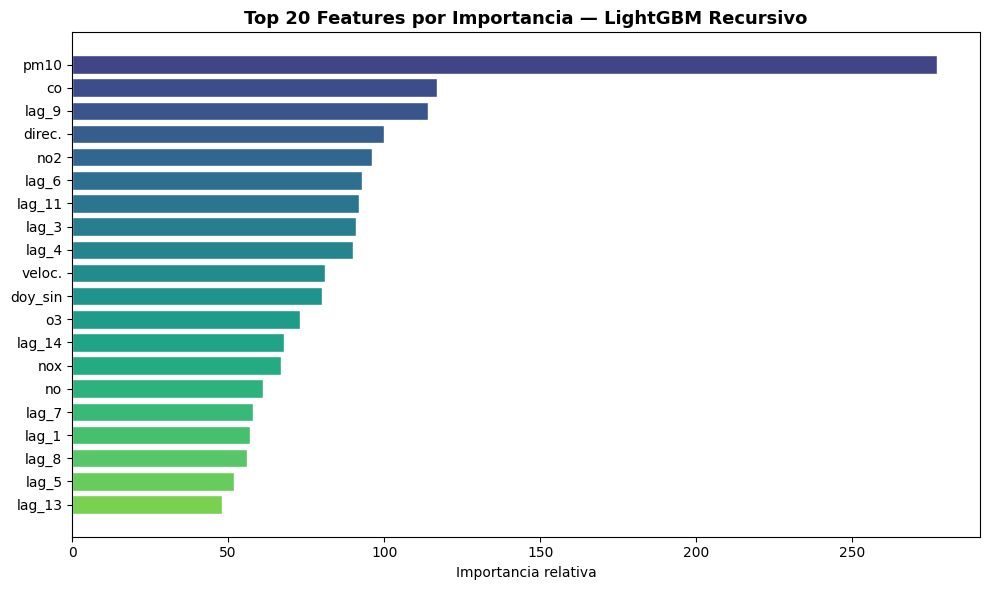 Top 20 Features por Importancia — LightGBM Recursivo
pm10
co
lag_9
direc.
no2
lag_6
lag_11
lag_3
lag_4
veloc.
doy_sin
o3
lag_14
nox
no
lag_7
lag_1
lag_8
lag_5
lag_13
0 50 100 150 200 250
Importancia relativa